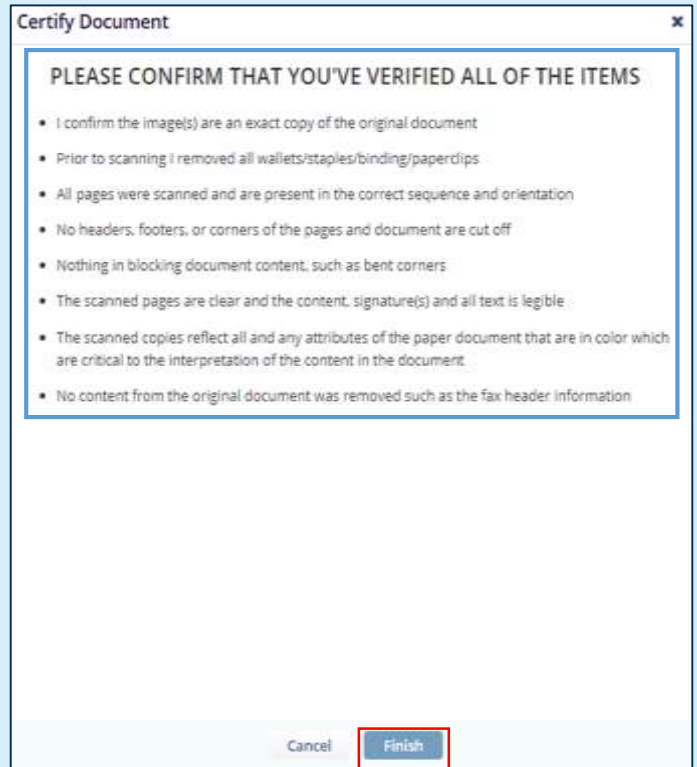 Certify Document
PLEASE CONFIRM THAT YOU'VE VERIFIED ALL OF THE ITEMS
• I confirm the image(s) are an exact copy of the original document
• Prior to scanning I removed all wallets/staples/binding/paperclips
• All pages were scanned and are present in the correct sequence and orientation
• No headers, footers, or corners of the pages and document are cut off
• Nothing in blocking document content, such as bent corners
• The scanned pages are clear and the content, signature(s) and all text is legible
• The scanned copies reflect all and any attributes of the paper document that are in color which
are critical to the interpretation of the content in the document
• No content from the original document was removed such as the fax header information
Cancel Finish